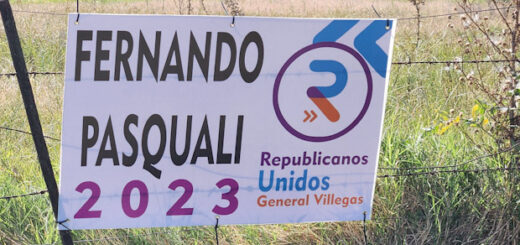 FERNANDO
PASQUALI
2023
R
Republicanos
Unidos
General Villegas